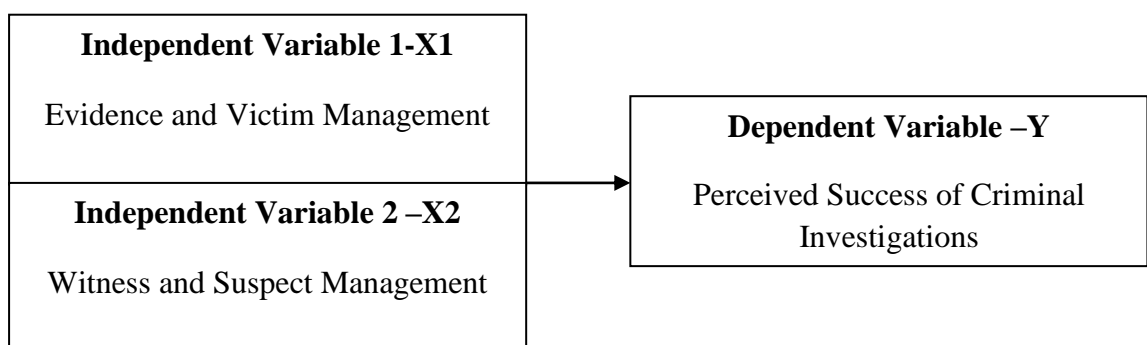 Independent Variable 1-X1
Evidence and Victim Management
Independent Variable 2 –X2
Witness and Suspect Management
Dependent Variable –Y
Perceived Success of Criminal
Investigations